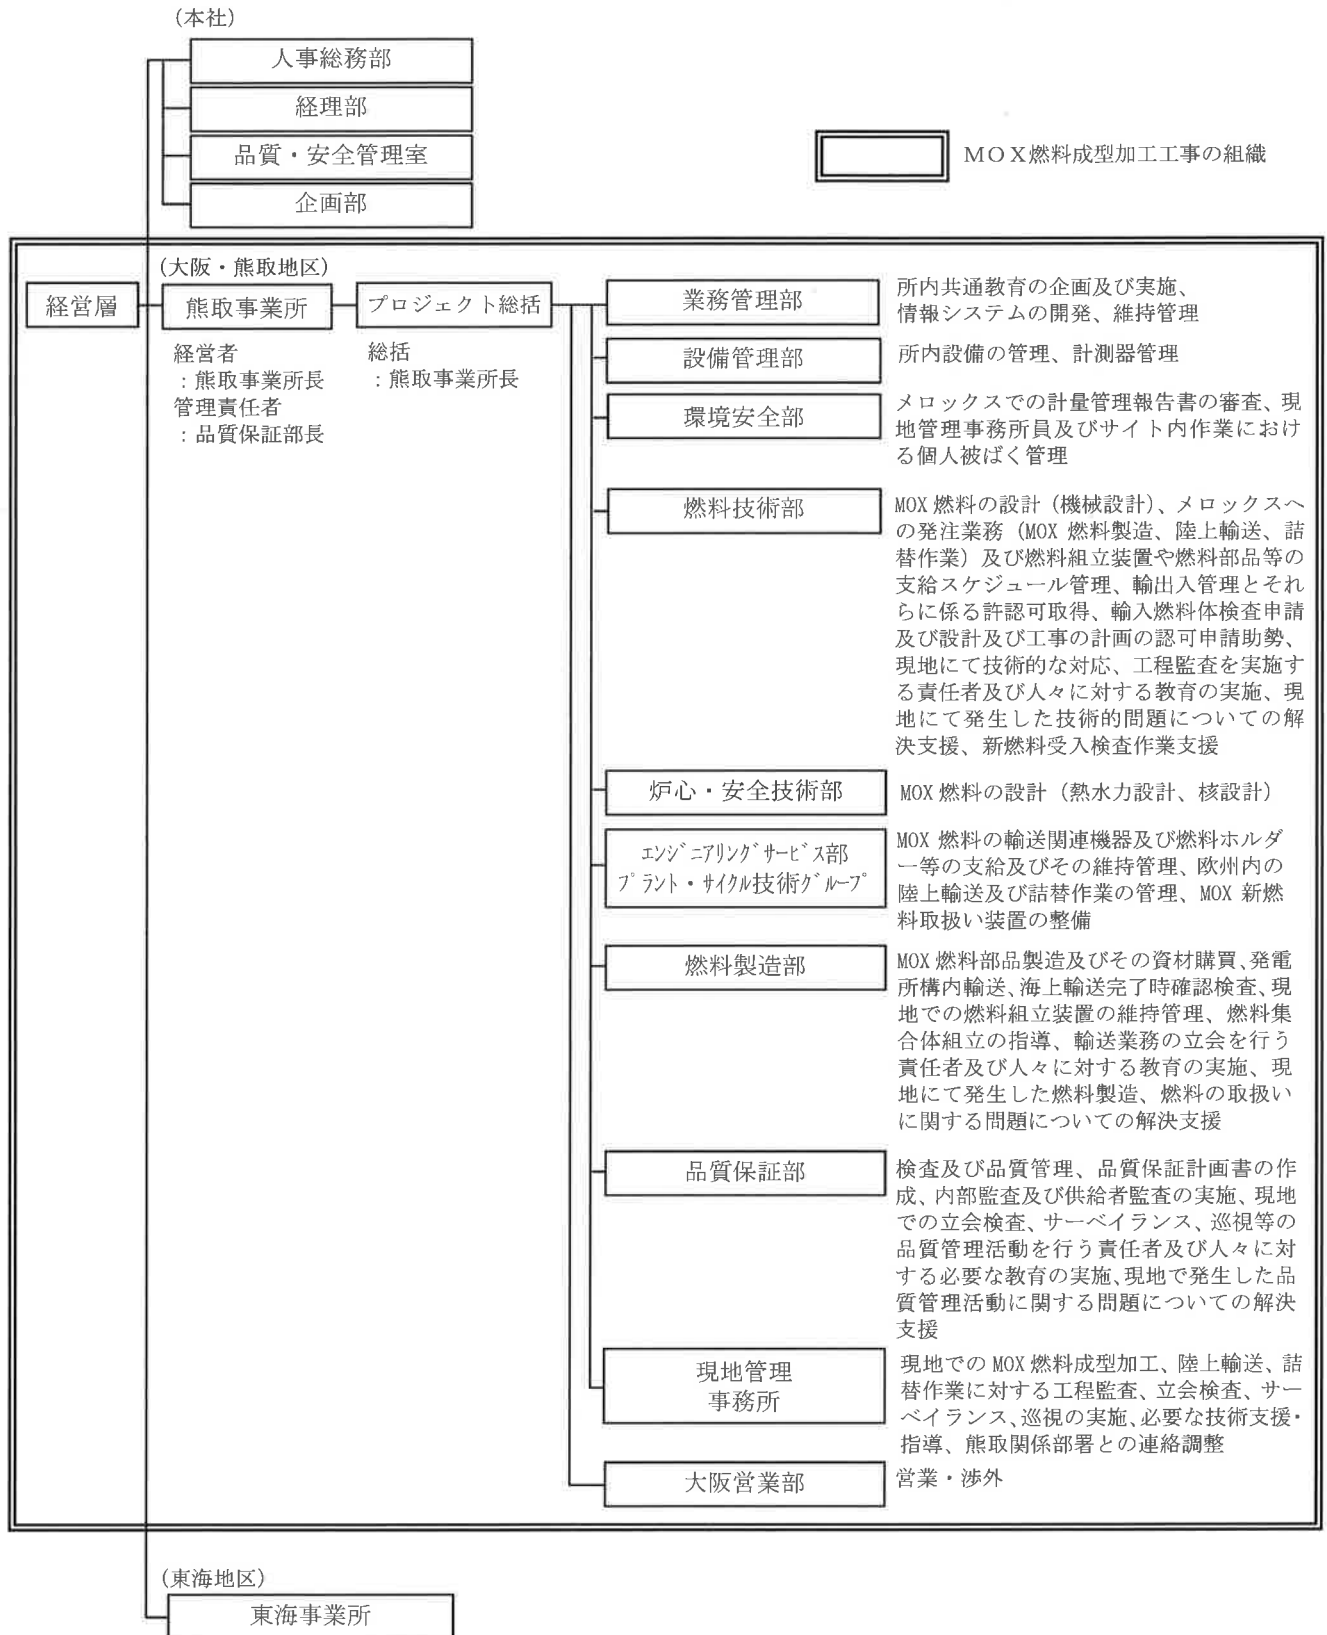 (本社)
人事総務部
経理部
品質・安全管理室
企画部
MOX燃料成型加工工事の組織
(大阪・熊取地区)
経営層
熊取事業所
プロジェクト総括
経営者
：熊取事業所長
管理責任者
：品質保証部長
総括
：熊取事業所長
業務管理部
所内共通教育の企画及び実施、
情報システムの開発、維持管理
設備管理部
所内設備の管理、計測器管理
環境安全部
メロックスでの計量管理報告書の審査、現
地管理事務所員及びサイト内作業におけ
る個人被ばく管理
燃料技術部
MOX 燃料の設計（機械設計）、メロックスへ
の発注業務（MOX 燃料製造、陸上輸送、詰
替作業）及び燃料組立装置や燃料部品等の
支給スケジュール管理、輸出入管理とそれ
らに係る許認可取得、輸入燃料体検査申請
及び設計及び工事の計画の認可申請助勢、
現地にて技術的な対応、工程監査を実施す
る責任者及び人々に対する教育の実施、現
地にて発生した技術的問題についての解
決支援、新燃料受入検査作業支援
炉心・安全技術部
MOX 燃料の設計（熱水力設計、核設計）
ｴﾝｼﾞﾆｱﾘﾝｸﾞｻｰﾋﾞｽ部
ﾌﾟﾗﾝﾄ・ｻｲｸﾙ技術ｸﾞﾙｰﾌﾟ
MOX 燃料の輸送関連機器及び燃料ホルダ
ー等の支給及びその維持管理、欧州内の
陸上輸送及び詰替作業の管理、MOX 新燃
料取扱い装置の整備
燃料製造部
MOX 燃料部品製造及びその資材購買、発電
所構内輸送、海上輸送完了時確認検査、現
地での燃料組立装置の維持管理、燃料集
合体組立の指導、輸送業務の立会を行う
責任者及び人々に対する教育の実施、現
地にて発生した燃料製造、燃料の取扱い
に関する問題についての解決支援
品質保証部
検査及び品質管理、品質保証計画書の作
成、内部監査及び供給者監査の実施、現地
での立会検査、サーベイランス、巡視等の
品質管理活動を行う責任者及び人々に対
する必要な教育の実施、現地で発生した品
質管理活動に関する問題についての解決
支援
現地管理
事務所
現地での MOX 燃料成型加工、陸上輸送、詰
替作業に対する工程監査、立会検査、サー
ベイランス、巡視の実施、必要な技術支援・
指導、熊取関係部署との連絡調整
大阪営業部
営業・渉外
(東海地区)
東海事業所